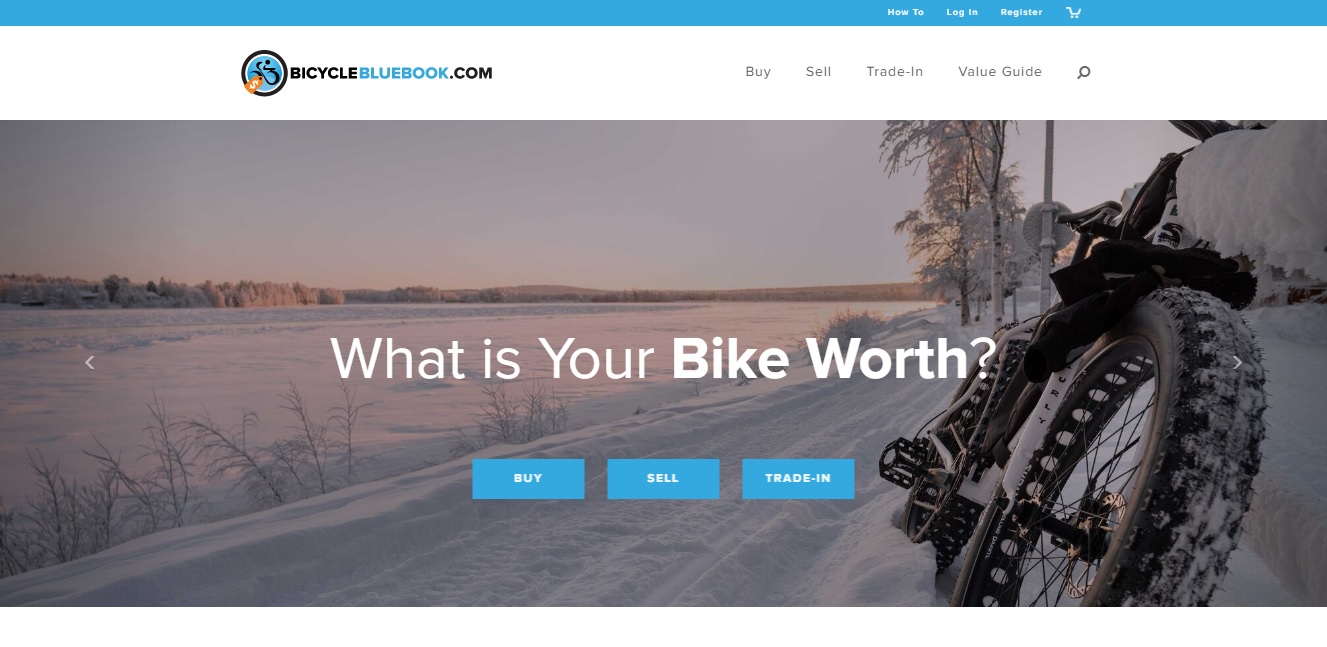 How To Log In Register
BICYCLEBLUEBOOK.COM
Buy Sell Trade-In Value Guide
What is Your Bike Worth?
BUY SELL TRADE-IN